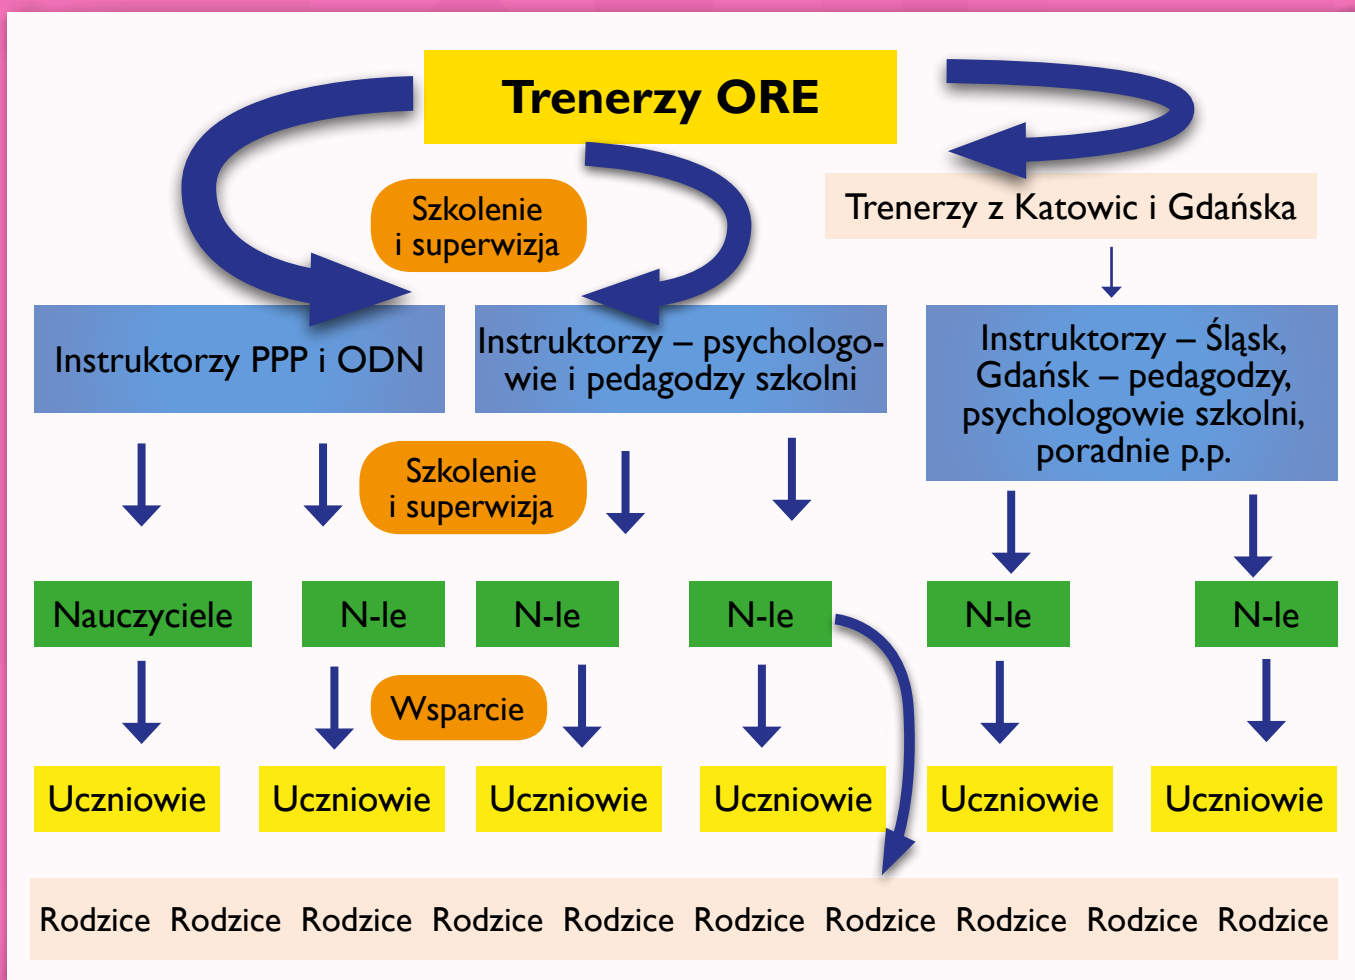 Trenerzy ORE
Szkolenie
i superwizja
Trenerzy z Katowic i Gdańska
Instruktorzy PPP i ODN
Instruktorzy – psychologo-
wie i pedagodzy szkolni
Instruktorzy – Śląsk,
Gdańsk – pedagodzy,
psychologowie szkolni,
poradnie p.p.
Szkolenie
i superwizja
Nauczyciele
N-le
N-le
N-le
N-le
N-le
Wsparcie
Uczniowie
Uczniowie
Uczniowie
Uczniowie
Uczniowie
Uczniowie
Rodzice Rodzice Rodzice Rodzice Rodzice Rodzice Rodzice Rodzice Rodzice Rodzice